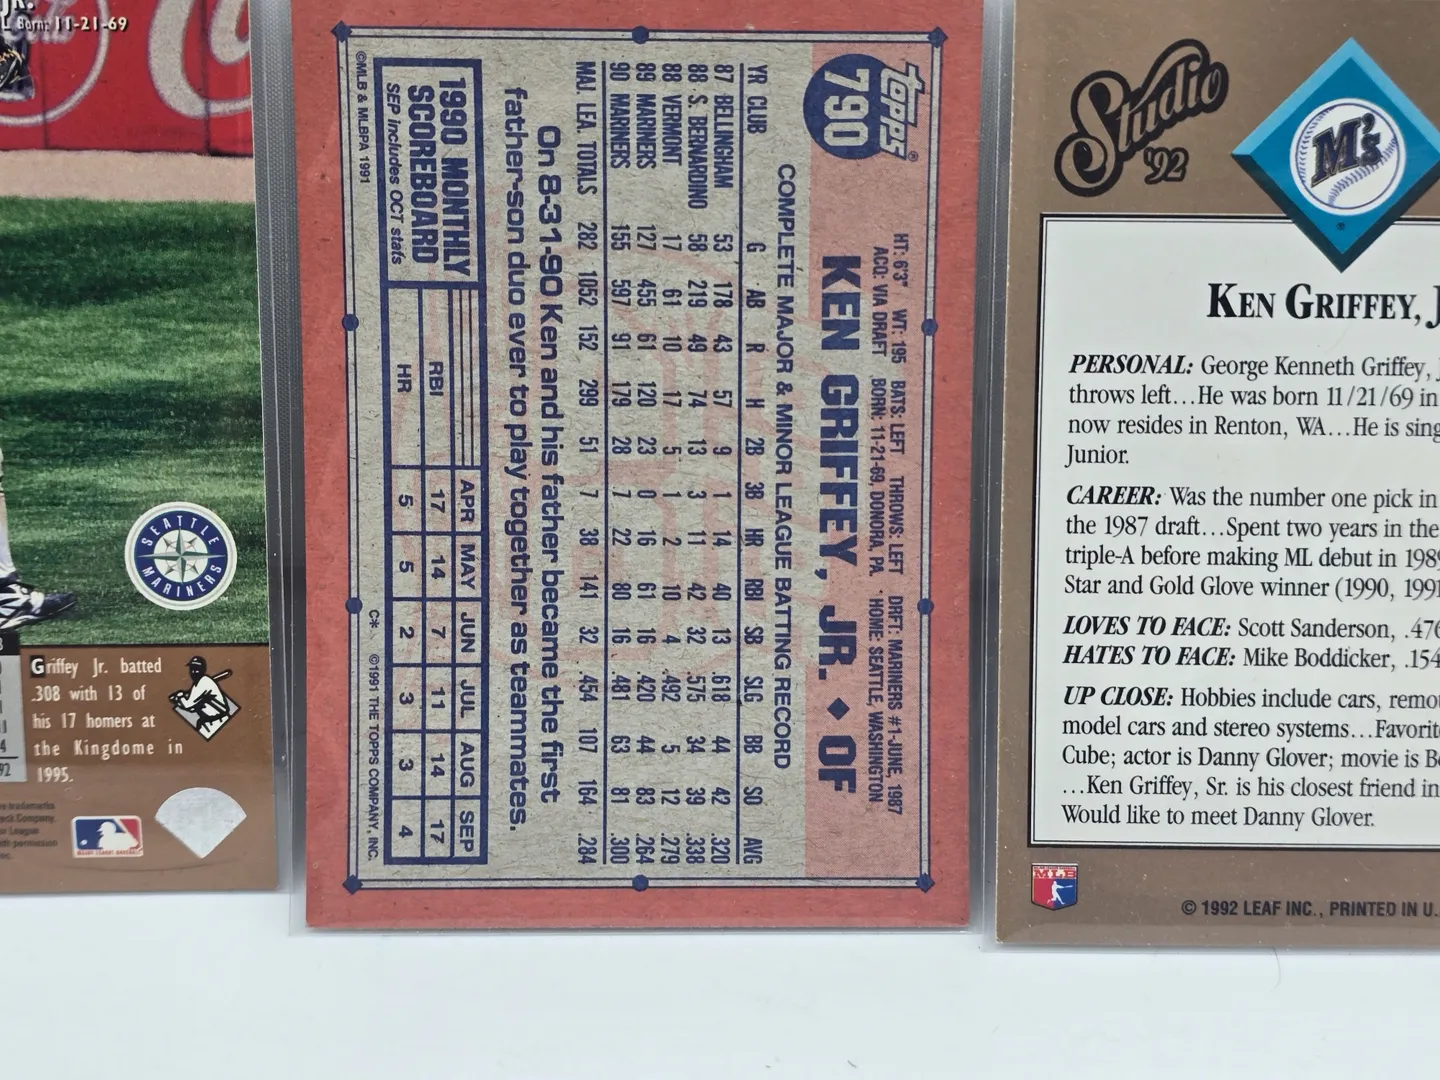 JR.
Born: 11-21-69
SEATTLE
MARINERS
Griffey Jr. batted
.308 with 13 of
his 17 homers at
the Kingdome in
1995.
topps
790
HT: 6'3" WT: 195 BATS: LEFT THROWS: LEFT DRFT: MARINERS #1-JUNE, 1987
ACQ: VIA DRAFT BORN: 11-21-69, DONORA, PA. HOME: SEATTLE, WASHINGTON
KEN GRIFFEY, JR. ◆ OF
COMPLETE MAJOR & MINOR LEAGUE BATTING RECORD
YR CLUB G AB R H 2B 3B HR RBI SB SLG BB SO AVG
87 BELLINGHAM 53 178 43 57 9 1 14 40 13 .618 44 42 .320
88 S. BERNARDINO 58 219 49 74 13 3 11 42 32 .575 34 39 .338
88 VERMONT 17 61 10 17 5 1 2 10 4 .492 5 12 .279
89 MARINERS 127 455 61 120 23 0 16 61 16 .420 44 83 .264
90 MARINERS 155 597 91 179 28 7 22 80 16 .481 63 81 .300
MAJ. LEA. TOTALS 282 1052 152 299 51 7 38 141 32 .454 107 164 .284
On 8-31-90 Ken and his father became the first
father-son duo ever to play together as teammates.
1990 MONTHLY
SCOREBOARD
SEP includes OCT stats
APR MAY JUN JUL AUG SEP
RBI 17 14 7 11 14 17
HR 5 5 2 3 3 4
©MLB & MLBPA 1991
C* ©1991 THE TOPPS COMPANY, INC.
Studio
'92
M's
KEN GRIFFEY, J
PERSONAL: George Kenneth Griffey,
throws left...He was born 11/21/69 in
now resides in Renton, WA...He is sing
Junior.
CAREER: Was the number one pick in
the 1987 draft...Spent two years in the
triple-A before making ML debut in 1989
Star and Gold Glove winner (1990, 1991
LOVES TO FACE: Scott Sanderson, .476
HATES TO FACE: Mike Boddicker, .154
UP CLOSE: Hobbies include cars, remo
model cars and stereo systems...Favorit
Cube; actor is Danny Glover; movie is B
...Ken Griffey, Sr. is his closest friend in
Would like to meet Danny Glover.
MLB
© 1992 LEAF INC., PRINTED IN U.